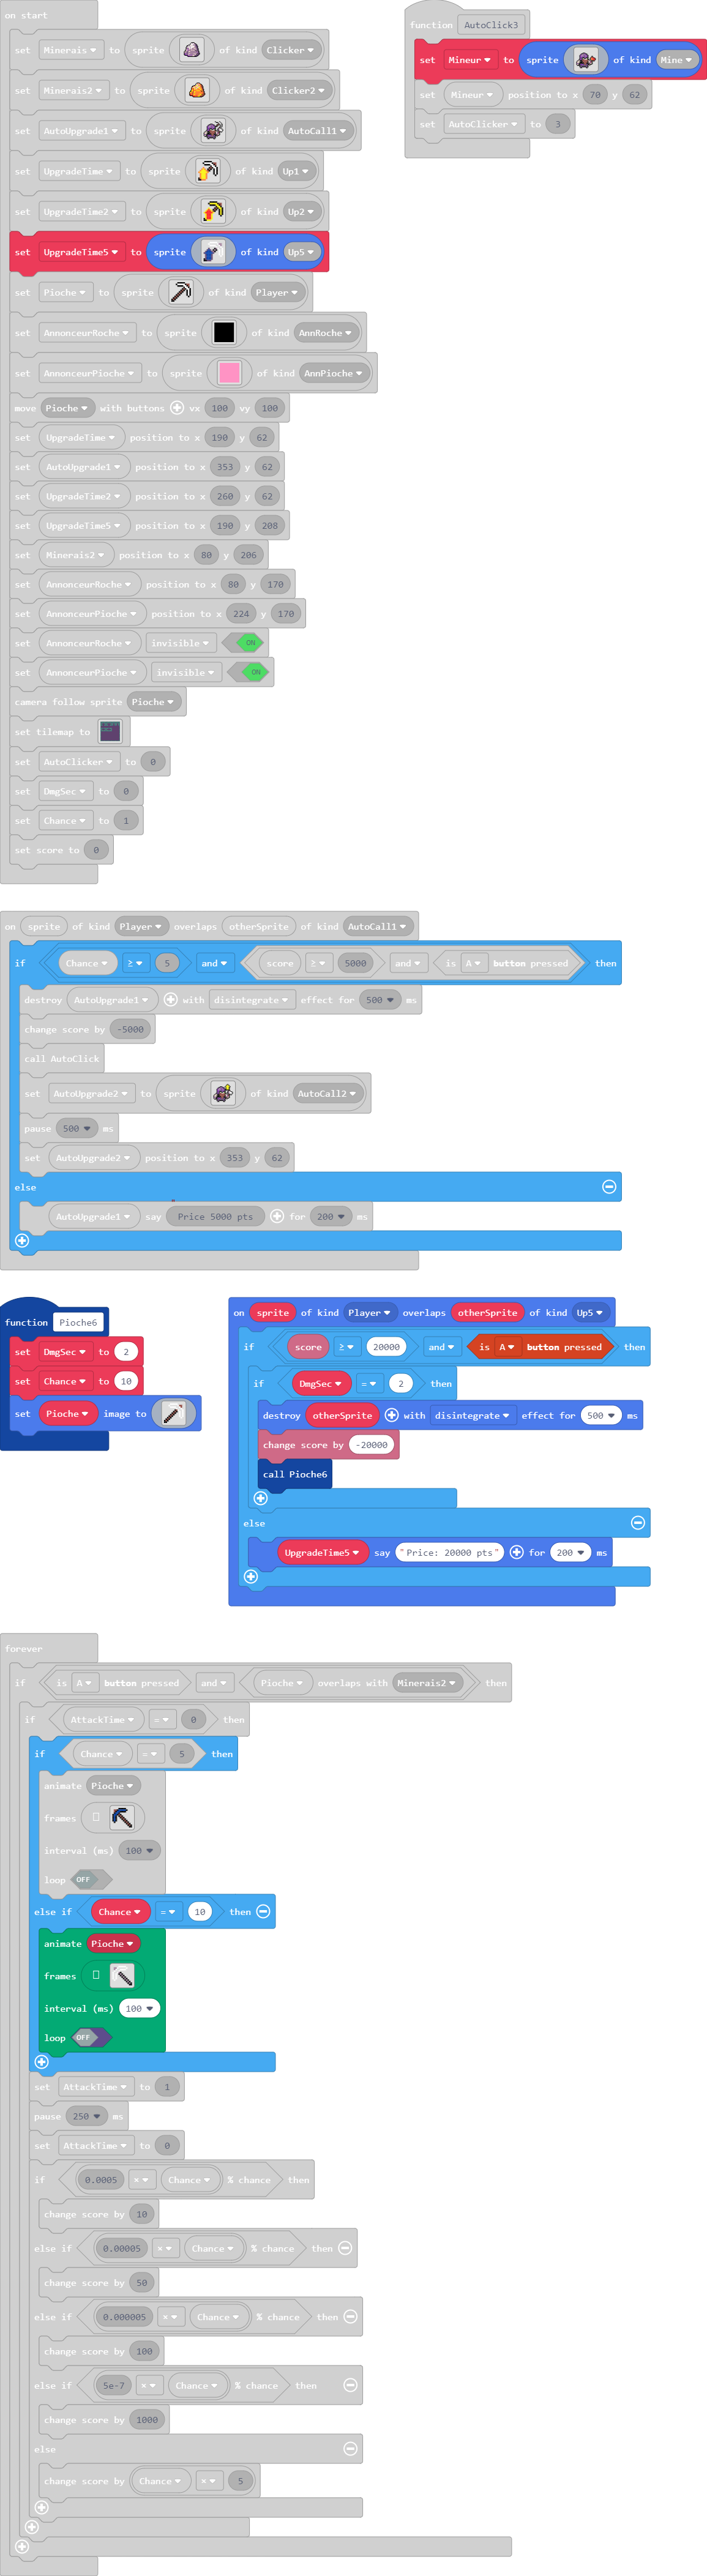 on start
set Minerais to sprite of kind Clicker
set Minerais2 to sprite of kind Clicker2
set AutoUpgrade1 to sprite of kind AutoCall1
set UpgradeTime to sprite of kind Up1
set UpgradeTime2 to sprite of kind Up2
set UpgradeTime5 to sprite of kind Up5
set Pioche to sprite of kind Player
set AnnonceurRoche to sprite of kind AnnRoche
set AnnonceurPioche to sprite of kind AnnPioche
move Pioche with buttons vx 100 vy 100
set UpgradeTime position to x 190 y 62
set AutoUpgrade1 position to x 353 y 62
set UpgradeTime2 position to x 260 y 62
set UpgradeTime5 position to x 190 y 208
set Minerais2 position to x 80 y 206
set AnnonceurRoche position to x 80 y 170
set AnnonceurPioche position to x 224 y 170
set AnnonceurRoche invisible ON
set AnnonceurPioche invisible ON
camera follow sprite Pioche
set tilemap to
set AutoClicker to 0
set DmgSec to 0
set Chance to 1
set score to 0
function AutoClick3
set Mineur to sprite of kind Mine
set Mineur position to x 70 y 62
set AutoClicker to 3
on sprite of kind Player overlaps otherSprite of kind AutoCall1
if Chance ≥ 5 and score ≥ 5000 and is A button pressed then
destroy AutoUpgrade1 with disintegrate effect for 500 ms
change score by -5000
call AutoClick
set AutoUpgrade2 to sprite of kind AutoCall2
pause 500 ms
set AutoUpgrade2 position to x 353 y 62
else
AutoUpgrade1 say Price 5000 pts for 200 ms
function Pioche6
set DmgSec to 2
set Chance to 10
set Pioche image to
on sprite of kind Player overlaps otherSprite of kind Up5
if score ≥ 20000 and is A button pressed then
if DmgSec = 2 then
destroy otherSprite with disintegrate effect for 500 ms
change score by -20000
call Pioche6
else
UpgradeTime5 say "Price: 20000 pts" for 200 ms
forever
if is A button pressed and Pioche overlaps with Minerais2 then
if AttackTime = 0 then
if Chance = 5 then
animate Pioche
frames
interval (ms) 100
loop OFF
else if Chance = 10 then
animate Pioche
frames
interval (ms) 100
loop OFF
set AttackTime to 1
pause 250 ms
set AttackTime to 0
if 0.0005 × Chance % chance then
change score by 10
else if 0.00005 × Chance % chance then
change score by 50
else if 0.000005 × Chance % chance then
change score by 100
else if 5e-7 × Chance % chance then
change score by 1000
else
change score by Chance × 5